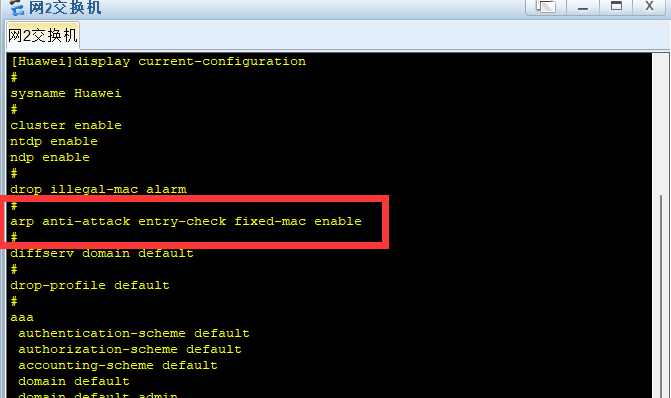 网2交换机
X
网2交换机
[Huawei]display current-configuration
#
sysname Huawei
#
cluster enable
ntdp enable
ndp enable
#
drop illegal-mac alarm
#
arp anti-attack entry-check fixed-mac enable
#
diffserv domain default
#
drop-profile default
#
aaa
authentication-scheme default
authorization-scheme default
accounting-scheme default
domain default
domain default_admin